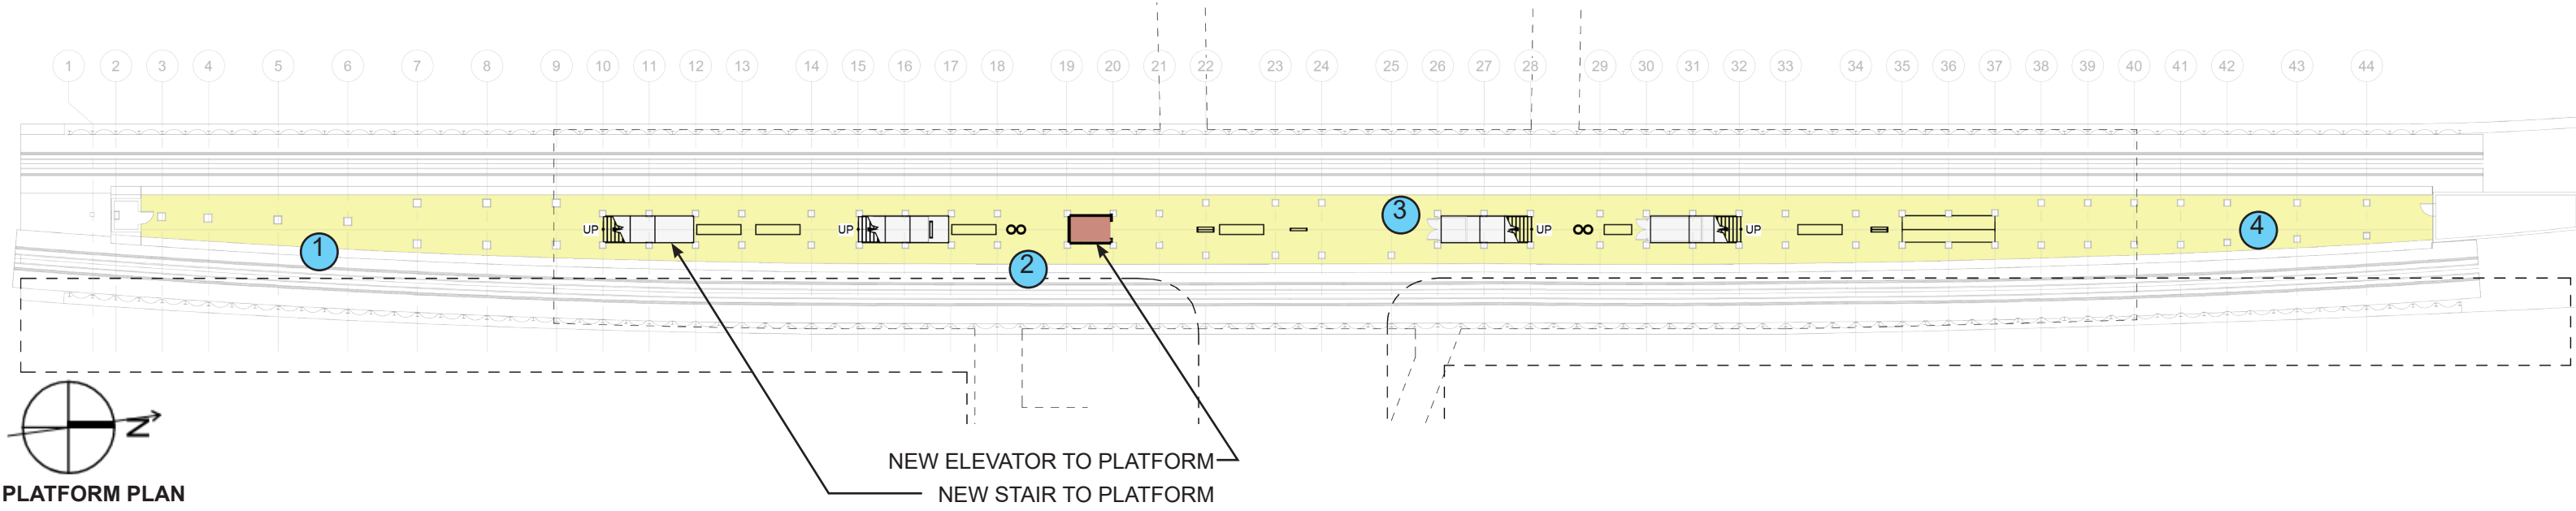 1 2 3 4 5 6 7 8 9 10 11 12 13 14 15 16 17 18 19 20 21 22 23 24 25 26 27 28 29 30 31 32 33 34 35 36 37 38 39 40 41 42 43 44
UP UP UP UP
1 2 3 4
N
NEW ELEVATOR TO PLATFORM
NEW STAIR TO PLATFORM
PLATFORM PLAN